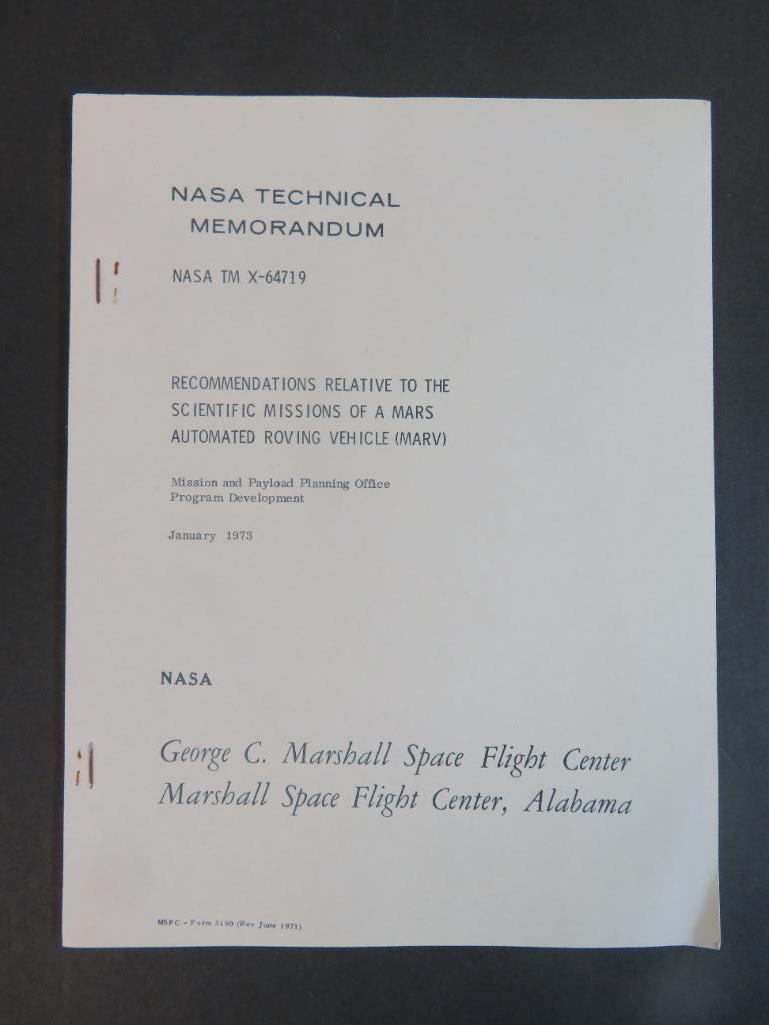 NASA TECHNICAL
MEMORANDUM
NASA TM X-64719
RECOMMENDATIONS RELATIVE TO THE
SCIENTIFIC MISSIONS OF A MARS
AUTOMATED ROVING VEHICLE (MARV)
Mission and Payload Planning Office
Program Development
January 1973
NASA
George C. Marshall Space Flight Center
Marshall Space Flight Center, Alabama
MSFC - Form 3190 (Rev June 1971)